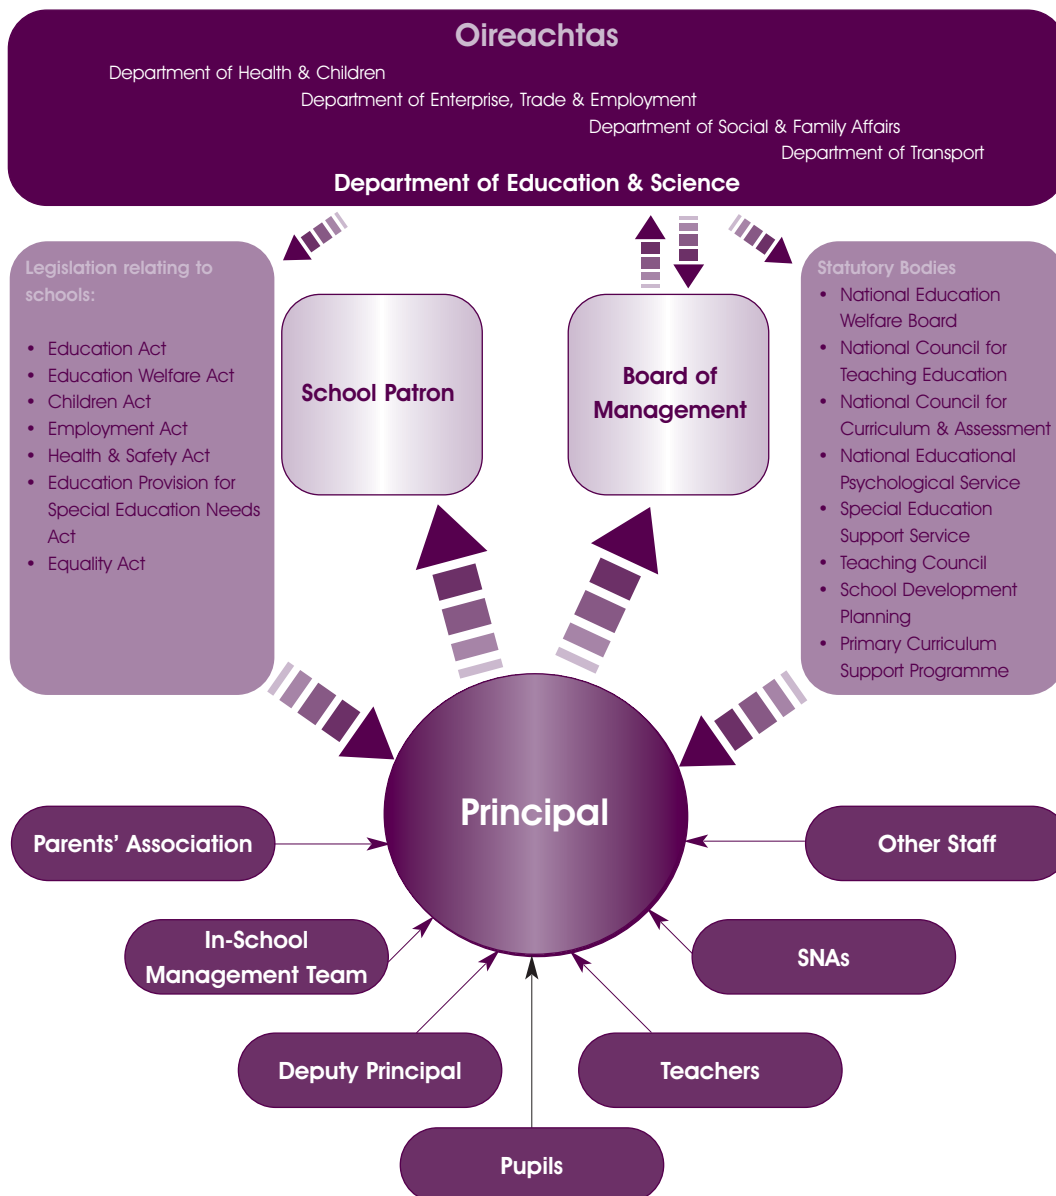 Oireachtas
Department of Health & Children
Department of Enterprise, Trade & Employment
Department of Social & Family Affairs
Department of Transport
Department of Education & Science
Legislation relating to
schools:
• Education Act
• Education Welfare Act
• Children Act
• Employment Act
• Health & Safety Act
• Education Provision for
Special Education Needs
Act
• Equality Act
School Patron
Board of
Management
Statutory Bodies
• National Education
Welfare Board
• National Council for
Teaching Education
• National Council for
Curriculum & Assessment
• National Educational
Psychological Service
• Special Education
Support Service
• Teaching Council
• School Development
Planning
• Primary Curriculum
Support Programme
Principal
Parents’ Association
Other Staff
In-School
Management Team
SNAs
Deputy Principal
Teachers
Pupils